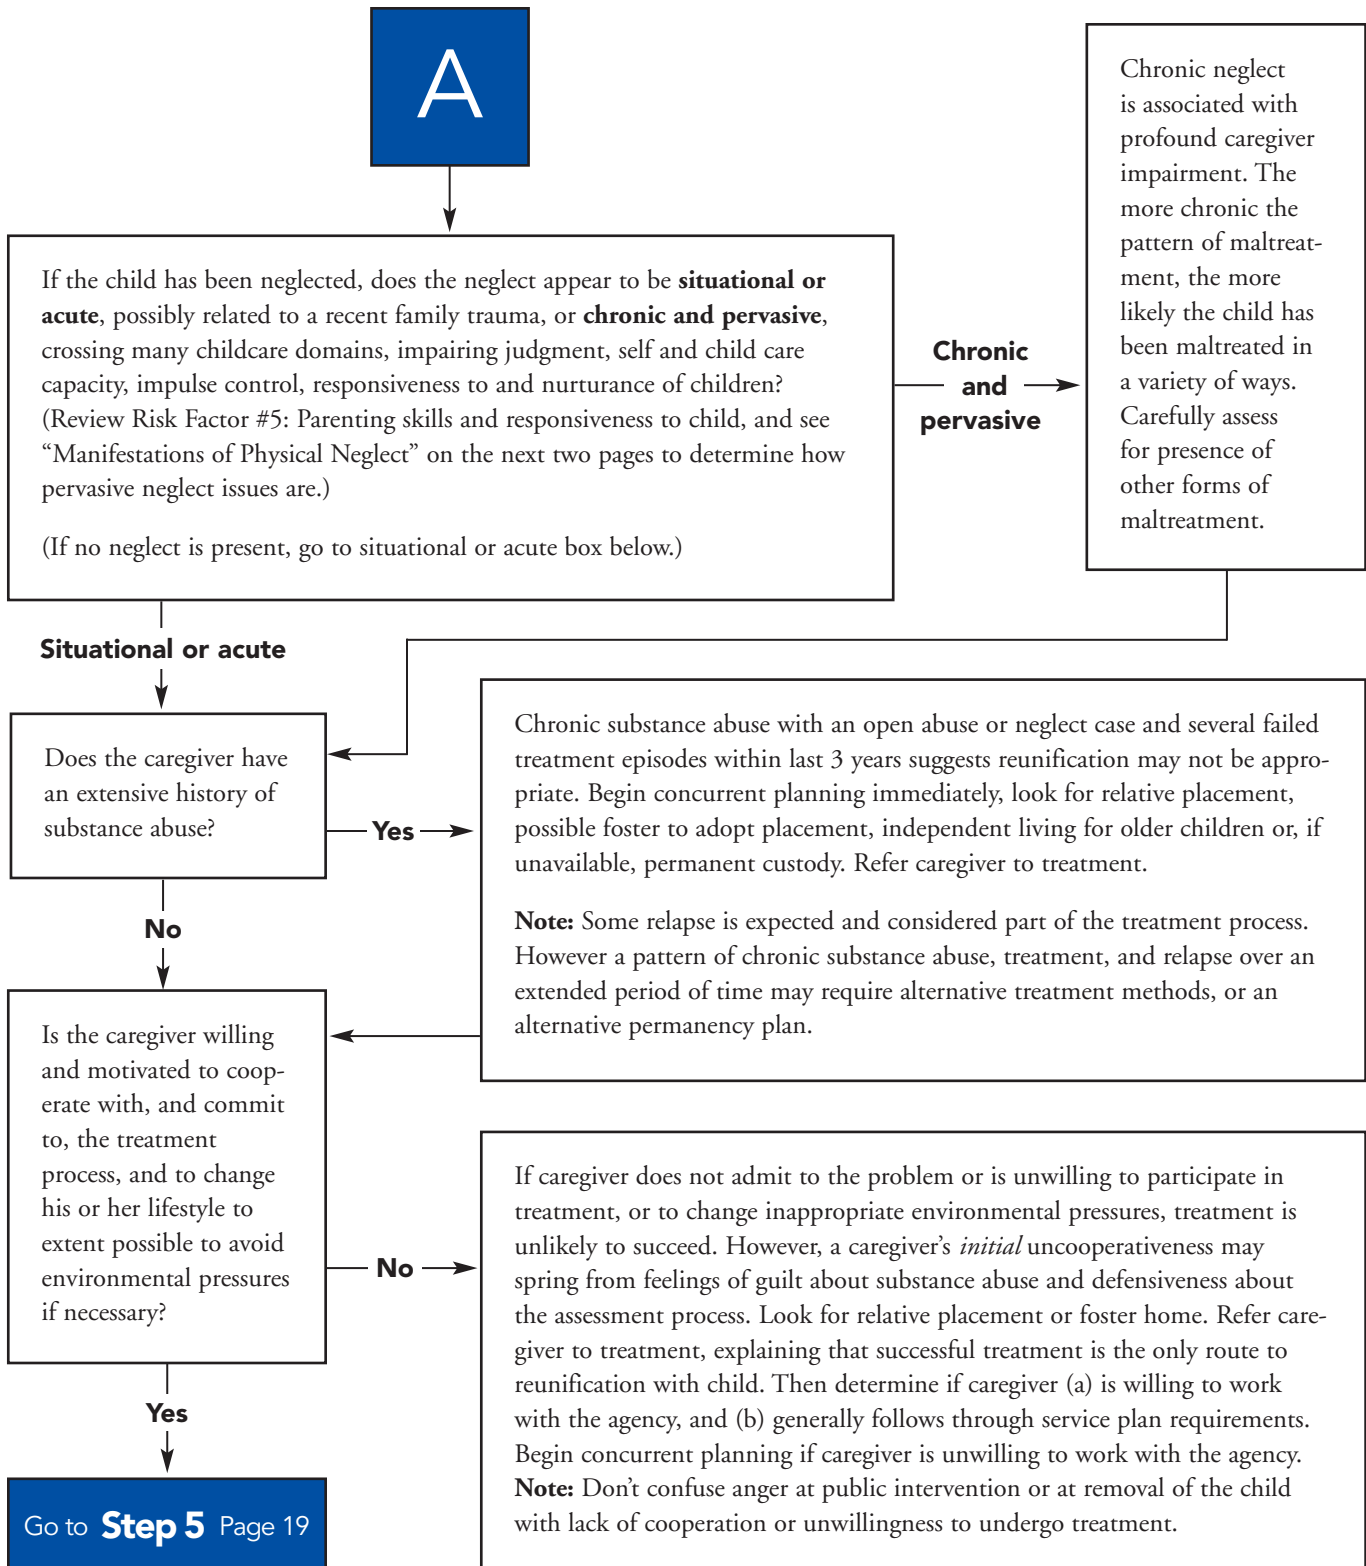 A
If the child has been neglected, does the neglect appear to be situational or
acute, possibly related to a recent family trauma, or chronic and pervasive,
crossing many childcare domains, impairing judgment, self and child care
capacity, impulse control, responsiveness to and nurturance of children?
(Review Risk Factor #5: Parenting skills and responsiveness to child, and see
“Manifestations of Physical Neglect” on the next two pages to determine how
pervasive neglect issues are.)
(If no neglect is present, go to situational or acute box below.)
Chronic
and
pervasive
Chronic neglect
is associated with
profound caregiver
impairment. The
more chronic the
pattern of maltreat-
ment, the more
likely the child has
been maltreated in
a variety of ways.
Carefully assess
for presence of
other forms of
maltreatment.
Situational or acute
Does the caregiver have
an extensive history of
substance abuse?
Yes
Chronic substance abuse with an open abuse or neglect case and several failed
treatment episodes within last 3 years suggests reunification may not be appro-
priate. Begin concurrent planning immediately, look for relative placement,
possible foster to adopt placement, independent living for older children or, if
unavailable, permanent custody. Refer caregiver to treatment.
Note: Some relapse is expected and considered part of the treatment process.
However a pattern of chronic substance abuse, treatment, and relapse over an
extended period of time may require alternative treatment methods, or an
alternative permanency plan.
No
Is the caregiver willing
and motivated to coop-
erate with, and commit
to, the treatment
process, and to change
his or her lifestyle to
extent possible to avoid
environmental pressures
if necessary?
No
If caregiver does not admit to the problem or is unwilling to participate in
treatment, or to change inappropriate environmental pressures, treatment is
unlikely to succeed. However, a caregiver’s initial uncooperativeness may
spring from feelings of guilt about substance abuse and defensiveness about
the assessment process. Look for relative placement or foster home. Refer care-
giver to treatment, explaining that successful treatment is the only route to
reunification with child. Then determine if caregiver (a) is willing to work
with the agency, and (b) generally follows through service plan requirements.
Begin concurrent planning if caregiver is unwilling to work with the agency.
Note: Don’t confuse anger at public intervention or at removal of the child
with lack of cooperation or unwillingness to undergo treatment.
Yes
Go to Step 5 Page 19